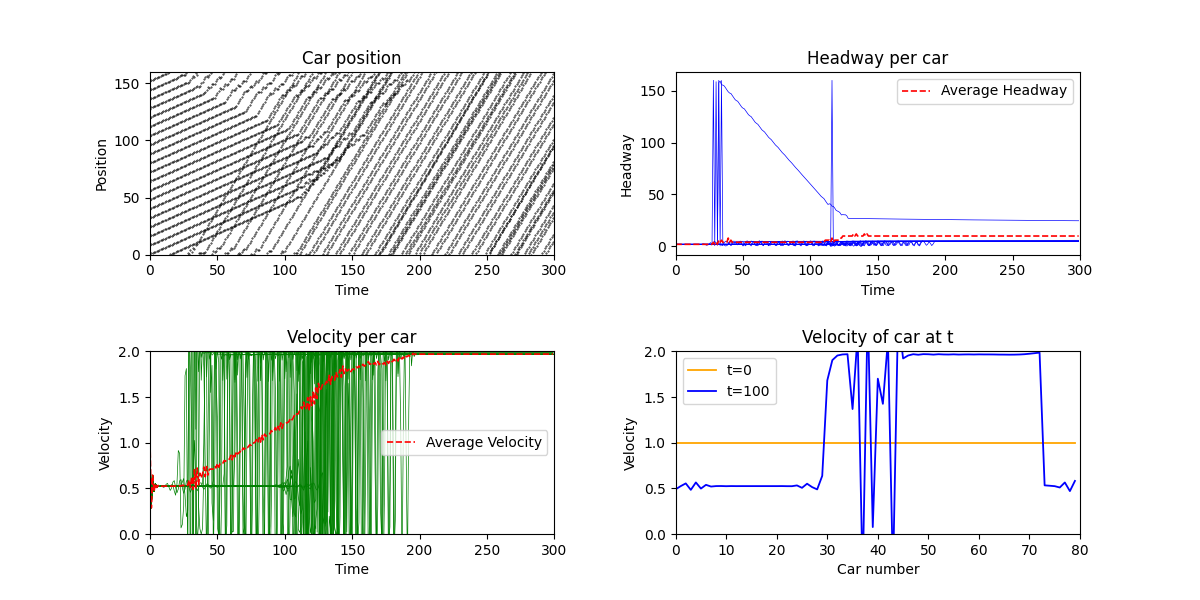 Car position
Position
150
100
50
0
0 50 100 150 200 250 300
Time
Headway per car
Headway
150
100
50
0
Average Headway
0 50 100 150 200 250 300
Time
Velocity per car
Velocity
2.0
1.5
1.0
0.5
0.0
Average Velocity
0 50 100 150 200 250 300
Time
Velocity of car at t
Velocity
2.0
1.5
1.0
0.5
0.0
t=0
t=100
0 10 20 30 40 50 60 70 80
Car number